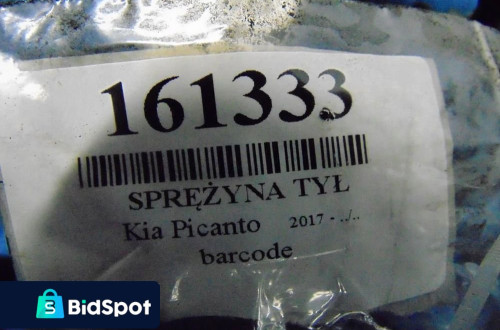 161333
SPRĘŻYNA TYŁ
Kia Picanto 2017 - ../..
barcode
S BidSpot